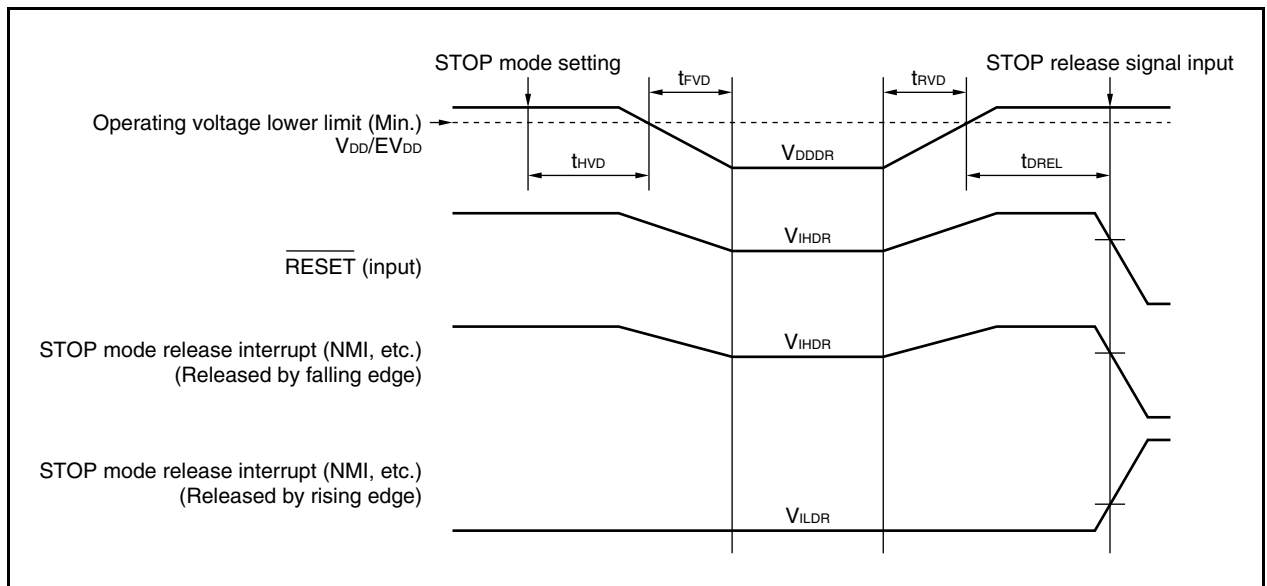 STOP mode setting
tFVD
tRVD
STOP release signal input
Operating voltage lower limit (Min.)
VDD/EVDD
tHVD
VDDDR
tDREL
RESET (input)
VIHDR
STOP mode release interrupt (NMI, etc.)
(Released by falling edge)
VIHDR
STOP mode release interrupt (NMI, etc.)
(Released by rising edge)
VILDR